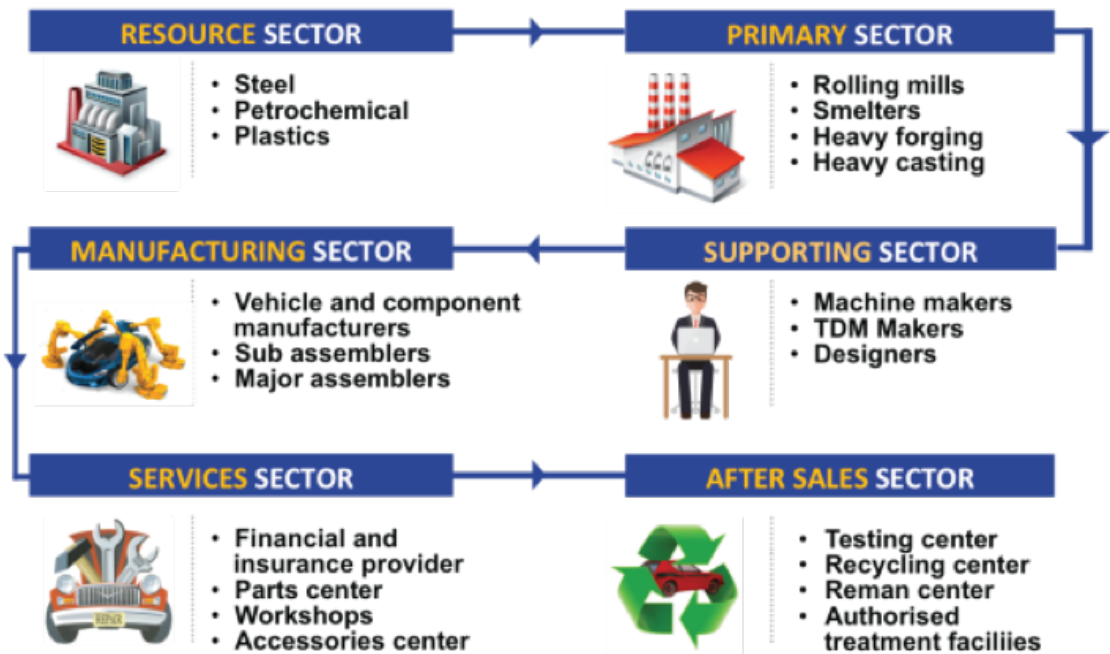 RESOURCE SECTOR
• Steel
• Petrochemical
• Plastics
PRIMARY SECTOR
• Rolling mills
• Smelters
• Heavy forging
• Heavy casting
SUPPORTING SECTOR
• Machine makers
• TDM Makers
• Designers
MANUFACTURING SECTOR
• Vehicle and component
manufacturers
• Sub assemblers
• Major assemblers
SERVICES SECTOR
REPAIR
• Financial and
insurance provider
• Parts center
• Workshops
• Accessories center
AFTER SALES SECTOR
• Testing center
• Recycling center
• Reman center
• Authorised
treatment faciliies